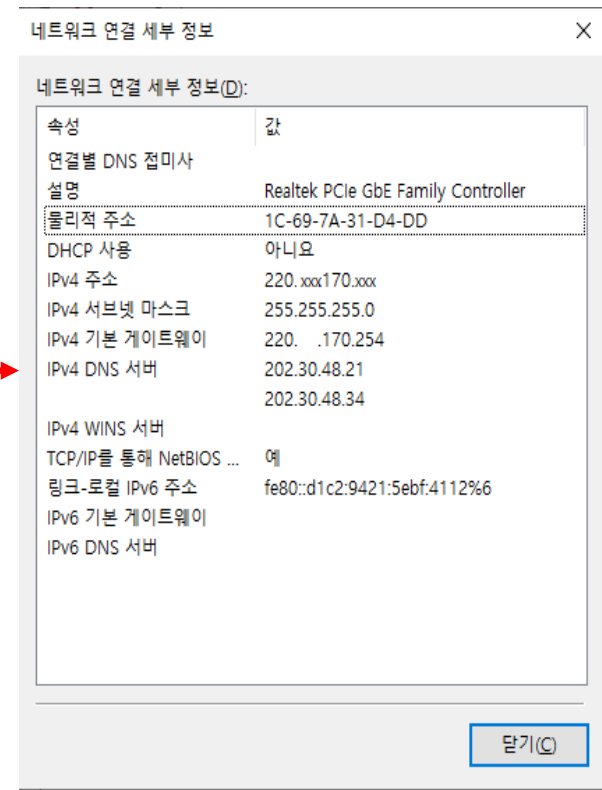 네트워크 연결 세부 정보
네트워크 연결 세부 정보(D):
속성 값
연결별 DNS 접미사
설명 Realtek PCIe GbE Family Controller
물리적 주소 1C-69-7A-31-D4-DD
DHCP 사용 아니요
IPv4 주소 220. xxx170.xxx
IPv4 서브넷 마스크 255.255.255.0
IPv4 기본 게이트웨이 220. .170.254
IPv4 DNS 서버 202.30.48.21
202.30.48.34
IPv4 WINS 서버
TCP/IP를 통해 NetBIOS ... 예
링크-로컬 IPv6 주소 fe80::d1c2:9421:5ebf:4112%6
IPv6 기본 게이트웨이
IPv6 DNS 서버
닫기(C)